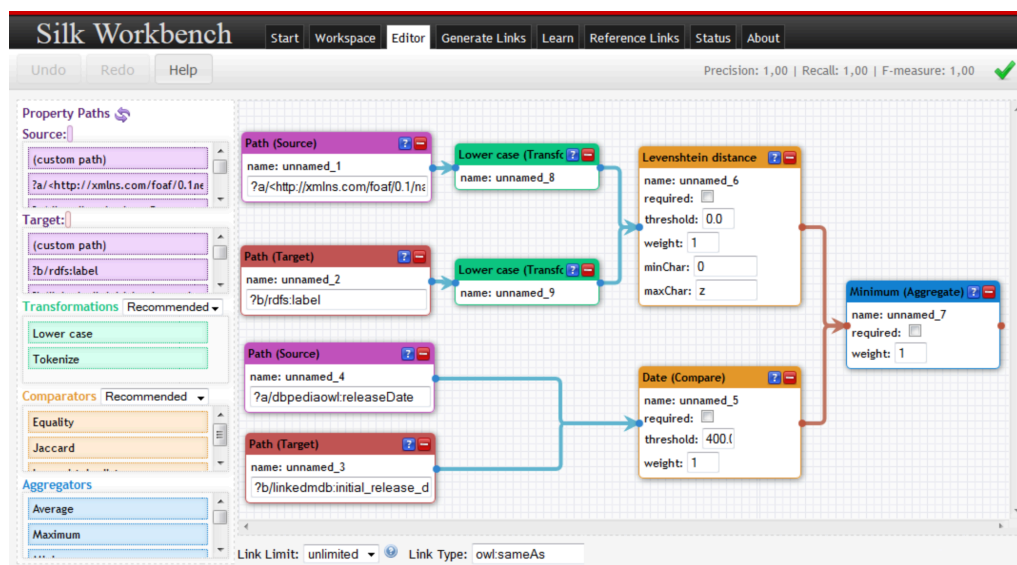 Silk Workbench
Start Workspace Editor Generate Links Learn Reference Links Status About
Undo Redo Help
Precision: 1,00 | Recall: 1,00 | F-measure: 1,00
Property Paths
Source:
(custom path)
?a/<http://xmlns.com/foaf/0.1ne
Target:
(custom path)
?b/rdfs:label
Transformations Recommended
Lower case
Tokenize
Comparators Recommended
Equality
Jaccard
Aggregators
Average
Maximum
Path (Source)
name: unnamed_1
?a/<http://xmlns.com/foaf/0.1/na
Lower case (Transfc
name: unnamed_8
Path (Target)
name: unnamed_2
?b/rdfs:label
Lower case (Transfc
name: unnamed_9
Path (Source)
name: unnamed_4
?a/dbpediaowl:releaseDate
Path (Target)
name: unnamed_3
?b/linkedmdb:initial_release_d
Levenshtein distance
name: unnamed_6
required:
threshold: 0.0
weight: 1
minChar: 0
maxChar: z
Date (Compare)
name: unnamed_5
required:
threshold: 400.(
weight: 1
Minimum (Aggregate)
name: unnamed_7
required:
weight: 1
Link Limit: unlimited Link Type: owl:sameAs